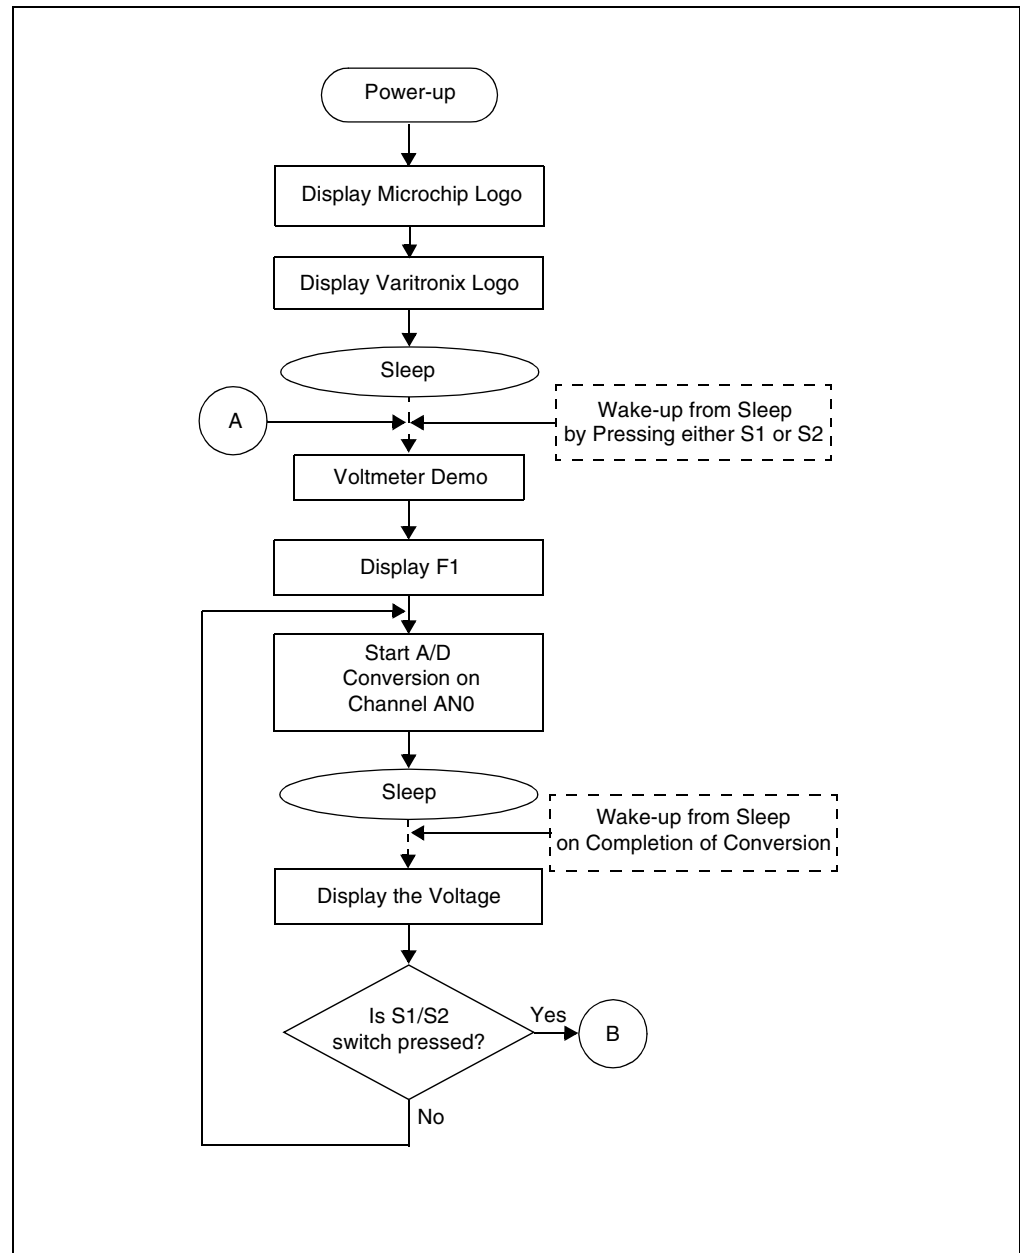 Power-up
Display Microchip Logo
Display Varitronix Logo
Sleep
A
Wake-up from Sleep
by Pressing either S1 or S2
Voltmeter Demo
Display F1
Start A/D
Conversion on
Channel AN0
Sleep
Wake-up from Sleep
on Completion of Conversion
Display the Voltage
Is S1/S2
switch pressed?
Yes
B
No